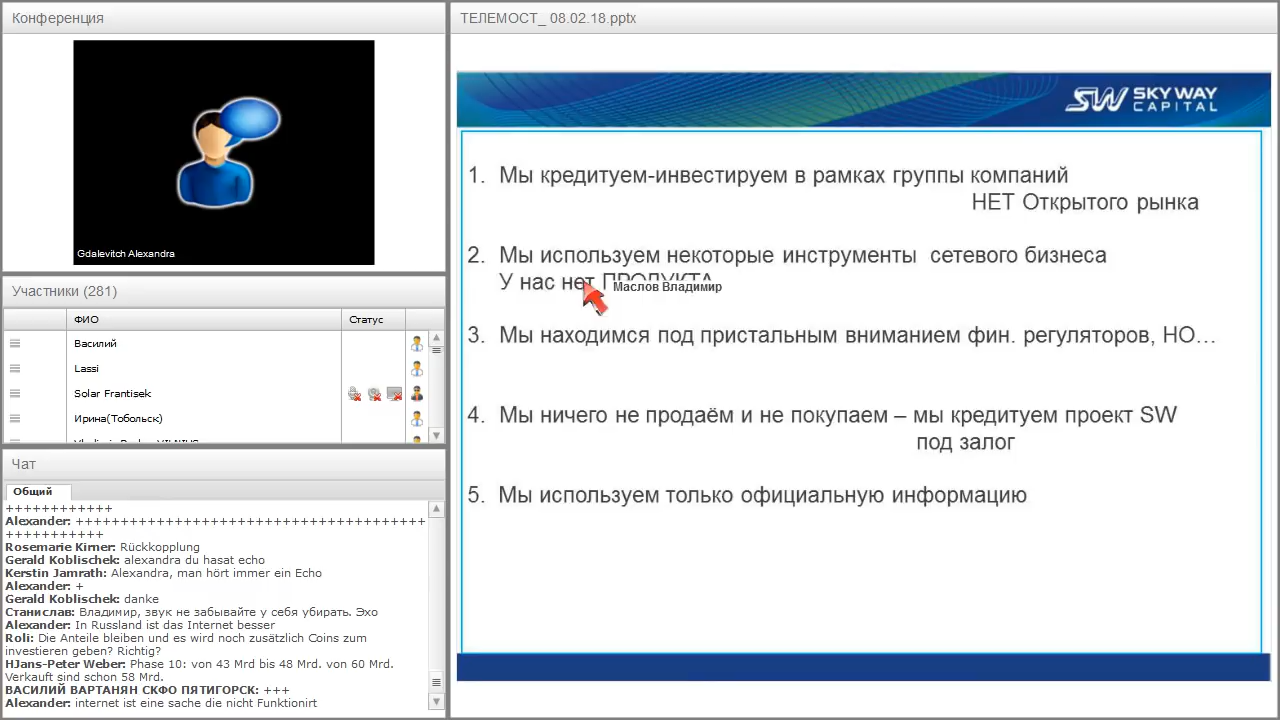 Конференция
Gdalevitch Alexandra
Участники (281)
ФИО
Статус
Василий
Lassi
Solar Frantisek
Ирина(Тобольск)
Чат
Общий
++++++++++++
Alexander: +++++++++++++++++++++++++++++++++++++++
+++++++++++
Rosemarie Kirner: Rückkopplung
Gerald Koblischek: alexandra du hasat echo
Kerstin Jamrath: Alexandra, man hört immer ein Echo
Alexander: +
Gerald Koblischek: danke
Станислав: Владимир, звук не забывайте у себя убирать. Эхо
Alexander: In Russland ist das Internet besser
Roli: Die Anteile bleiben und es wird noch zusätzlich Coins zum
investieren geben? Richtig?
HJans-Peter Weber: Phase 10: von 43 Mrd bis 48 Mrd. von 60 Mrd.
Verkauft sind schon 58 Mrd.
ВАСИЛИЙ ВАРТАНЯН СКФО ПЯТИГОРСК: +++
Alexander: internet ist eine sache die nicht Funktionirt
ТЕЛЕМОСТ_ 08.02.18.pptx
SW SKY WAY
CAPITAL
1. Мы кредитуем-инвестируем в рамках группы компаний
НЕТ Открытого рынка
2. Мы используем некоторые инструменты сетевого бизнеса
У нас нет ПРОДУКТА
Маслов Владимир
3. Мы находимся под пристальным вниманием фин. регуляторов, НО...
4. Мы ничего не продаём и не покупаем – мы кредитуем проект SW
под залог
5. Мы используем только официальную информацию